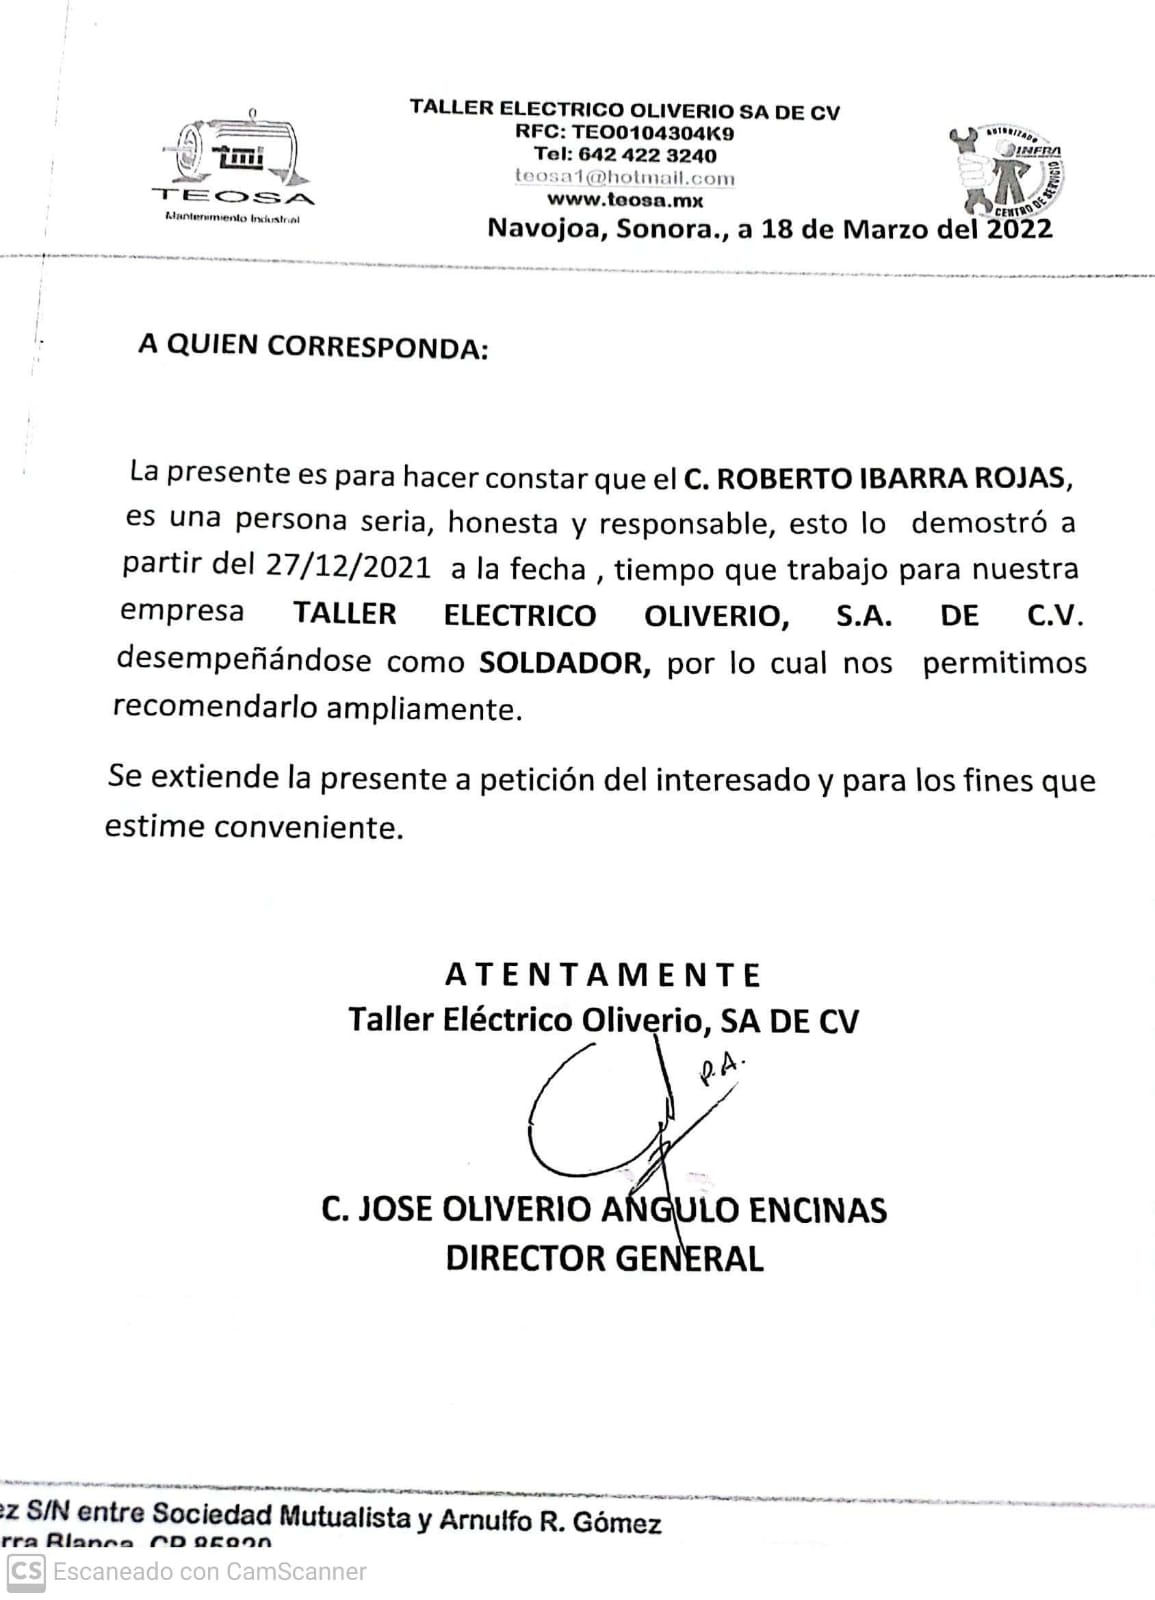 TALLER ELECTRICO OLIVERIO SA DE CV
RFC: TEO0104304K9
Tel: 642 422 3240
teosa1@hotmail.com
www.teosa.mx
tmi
TEOSA
Mantenimiento Industrial
AUTORIZADO
INFRA
CENTRO DE SERVICIO
Navojoa, Sonora., a 18 de Marzo del 2022
A QUIEN CORRESPONDA:
La presente es para hacer constar que el C. ROBERTO IBARRA ROJAS,
es una persona seria, honesta y responsable, esto lo demostró a
partir del 27/12/2021 a la fecha , tiempo que trabajo para nuestra
empresa TALLER ELECTRICO OLIVERIO, S.A. DE C.V.
desempeñándose como SOLDADOR, por lo cual nos permitimos
recomendarlo ampliamente.
Se extiende la presente a petición del interesado y para los fines que
estime conveniente.
A T E N T A M E N T E
Taller Eléctrico Oliverio, SA DE CV
P.A.
C. JOSE OLIVERIO ANGULO ENCINAS
DIRECTOR GENERAL
ez S/N entre Sociedad Mutualista y Arnulfo R. Gómez
rra Blanca, CP 85820
CS Escaneado con CamScanner